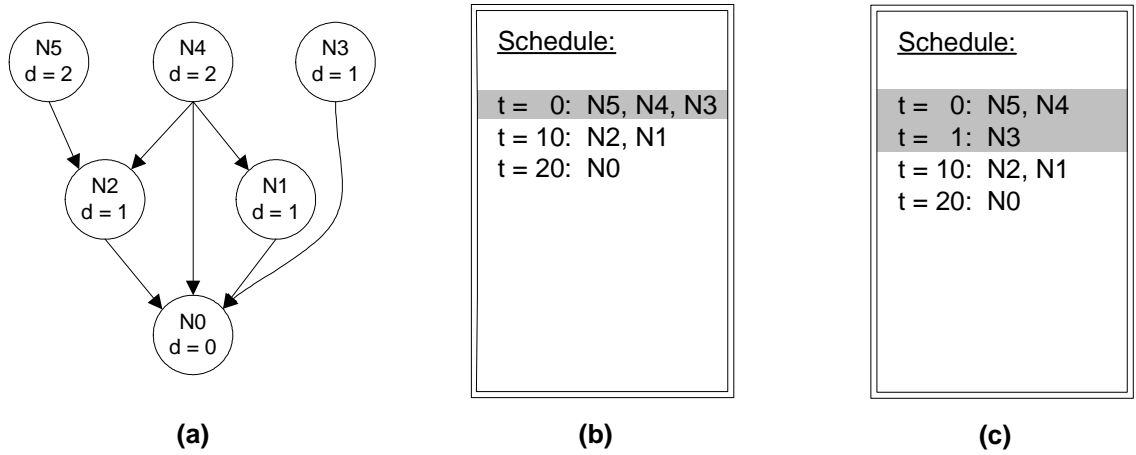 N5
d = 2
N4
d = 2
N3
d = 1
N2
d = 1
N1
d = 1
N0
d = 0
(a)
Schedule:
t = 0: N5, N4, N3
t = 10: N2, N1
t = 20: N0
(b)
Schedule:
t = 0: N5, N4
t = 1: N3
t = 10: N2, N1
t = 20: N0
(c)